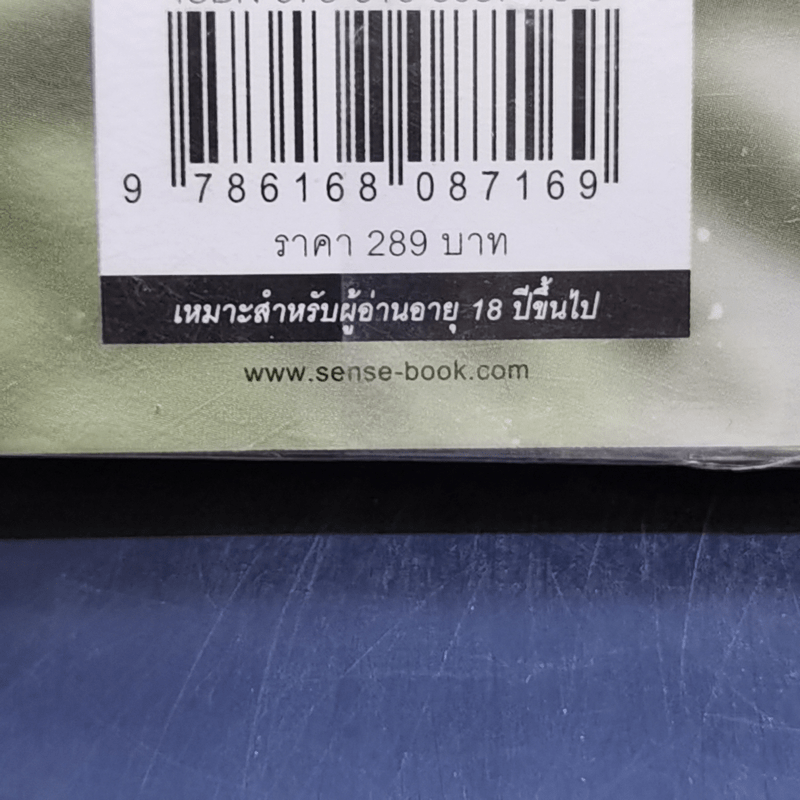 9 786168 087169
ราคา 289 บาท
เหมาะสำหรับผู้อ่านอายุ 18 ปีขึ้นไป
www.sense-book.com